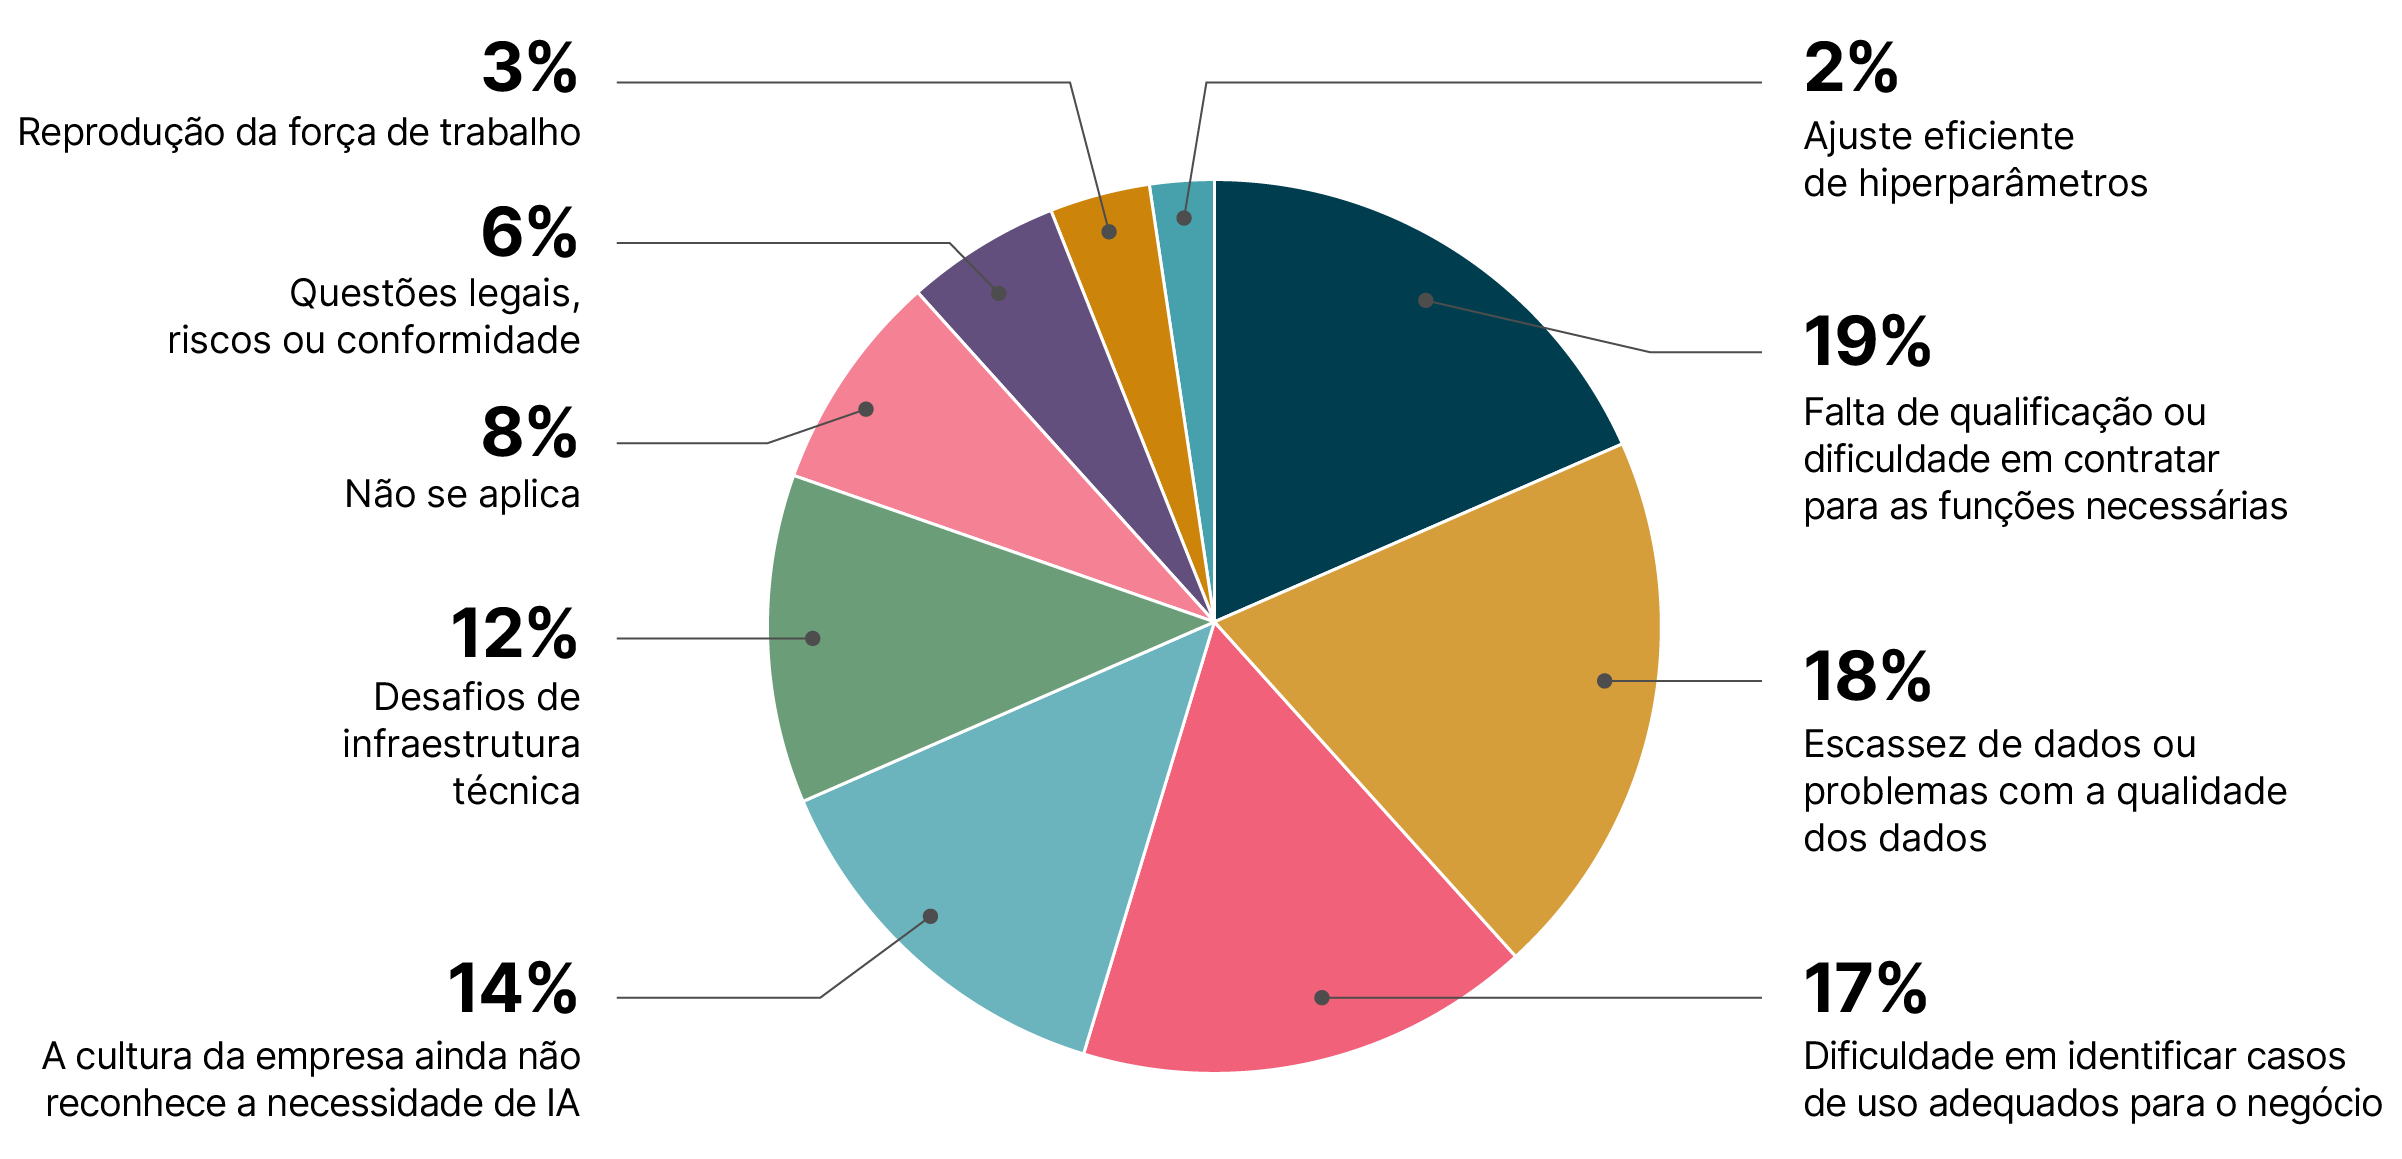 3%
Reprodução da força de trabalho
6%
Questões legais,
riscos ou conformidade
8%
Não se aplica
12%
Desafios de
infraestrutura
técnica
14%
A cultura da empresa ainda não
reconhece a necessidade de IA
2%
Ajuste eficiente
de hiperparâmetros
19%
Falta de qualificação ou
dificuldade em contratar
para as funções necessárias
18%
Escassez de dados ou
problemas com a qualidade
dos dados
17%
Dificuldade em identificar casos
de uso adequados para o negócio